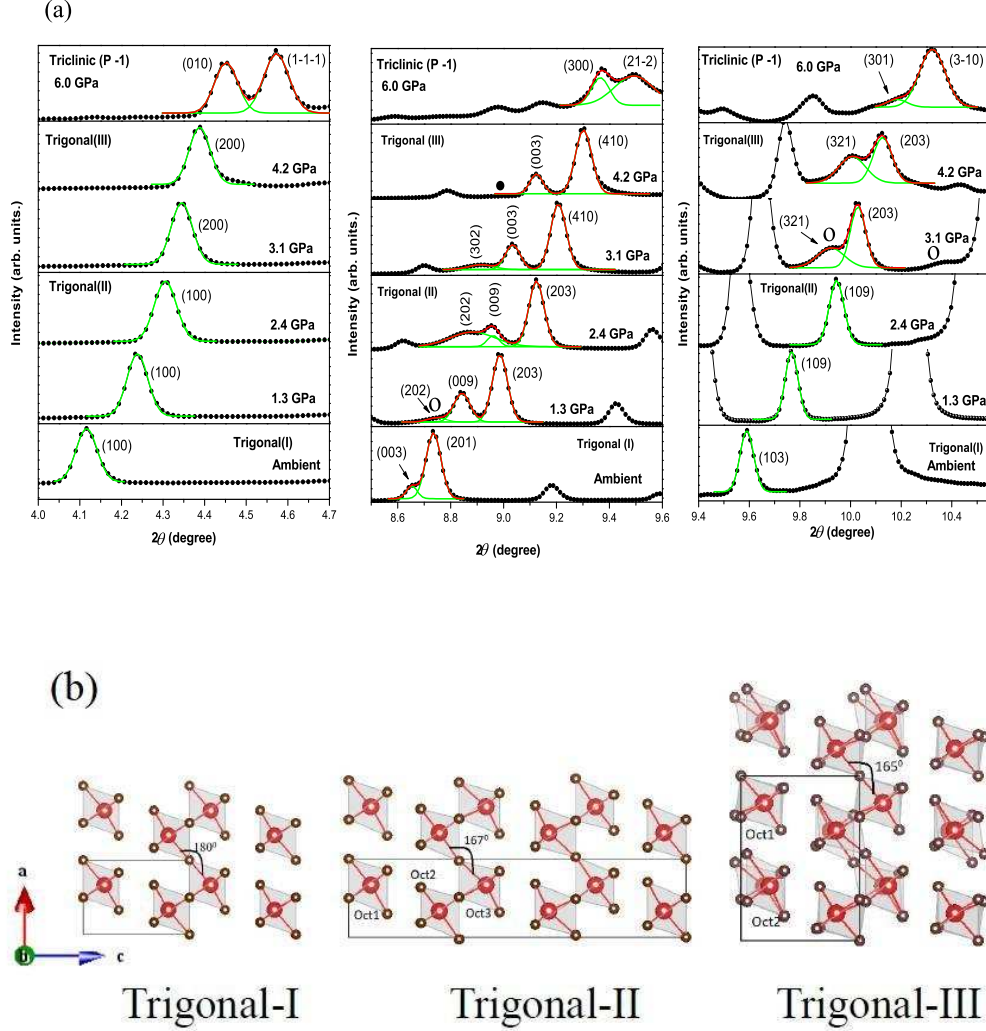 (a)
Triclinic (P -1)
6.0 GPa
(010)
(1-1-1)
Trigonal(III)
(200)
4.2 GPa
(200)
3.1 GPa
Trigonal(II)
(100)
2.4 GPa
(100)
1.3 GPa
(100)
Trigonal(I)
Ambient
4.0 4.1 4.2 4.3 4.4 4.5 4.6 4.7
2θ (degree)
Intensity (arb. units.)
Triclinic (P -1)
6.0 GPa
(300)
(21-2)
Trigonal (III)
(003)
(410)
4.2 GPa
(302)
(003)
(410)
3.1 GPa
Trigonal (II)
(202)
(009)
(203)
2.4 GPa
(202)
O
(009)
(203)
1.3 GPa
Trigonal (I)
(003)
(201)
Ambient
8.6 8.8 9.0 9.2 9.4 9.6
2θ (degree)
Intensity (arb. units.)
Triclinic (P-1)
6.0 GPa
(301)
(3-10)
Trigonal(III)
(321)
(203)
4.2 GPa
(321)
O
(203)
3.1 GPa
O
Trigonal(II)
(109)
2.4 GPa
(109)
1.3 GPa
Trigonal(I)
(103)
Ambient
9.4 9.6 9.8 10.0 10.2 10.4
2θ (degree)
Intensity (arb. units.)
(b)
180⁰
a
b
c
Trigonal-I
167⁰
Oct1
Oct2
Oct3
Trigonal-II
165⁰
Oct1
Oct2
Trigonal-III